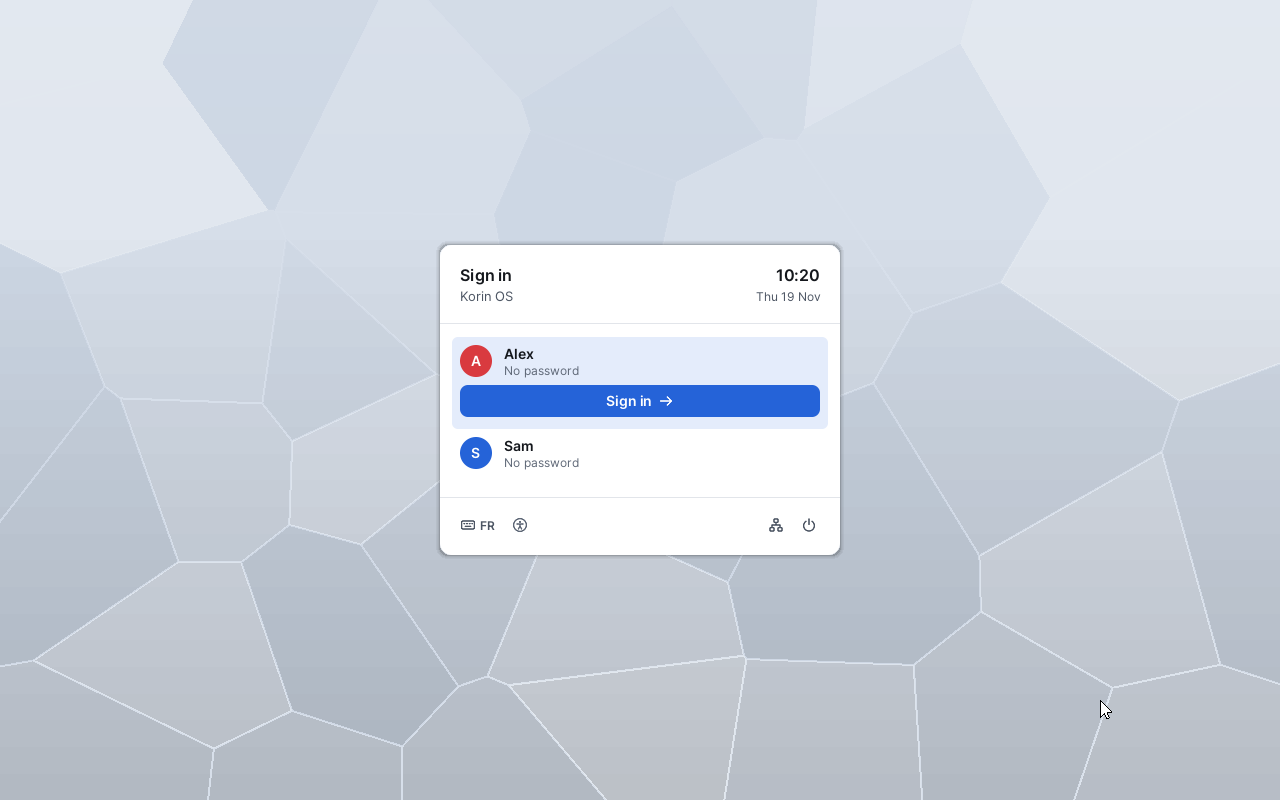 Sign in
10:20
Korin OS
Thu 19 Nov
A
Alex
No password
Sign in →
S
Sam
No password
FR